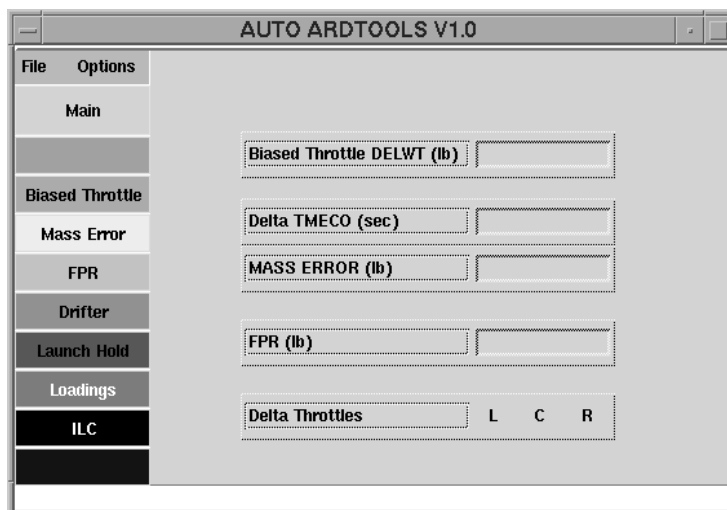 AUTO ARDTOOLS V1.0
File Options
Main
Biased Throttle
Mass Error
FPR
Drifter
Launch Hold
Loadings
ILC
Biased Throttle DELWT (lb)
Delta TMECO (sec)
MASS ERROR (lb)
FPR (lb)
Delta Throttles L C R